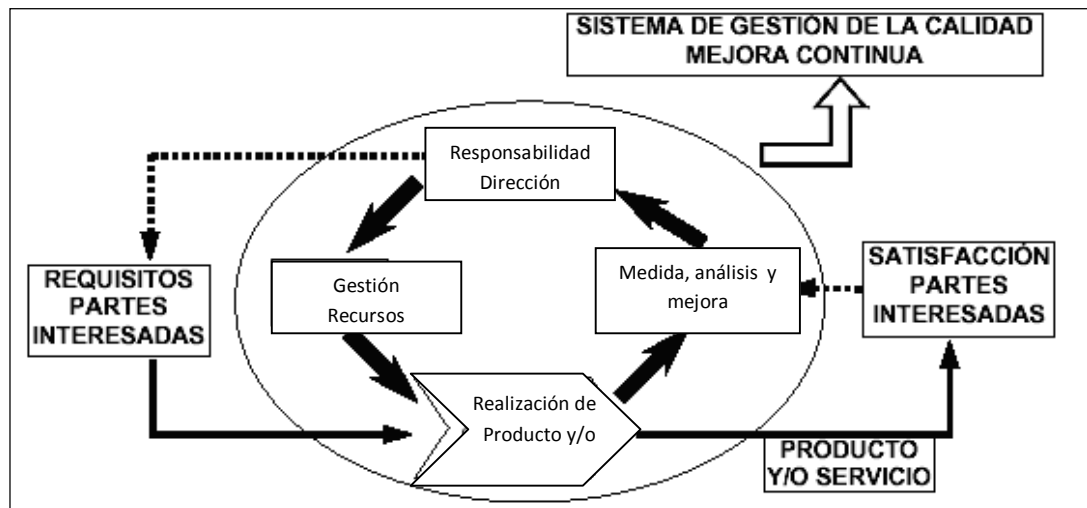 SISTEMA DE GESTIÓN DE LA CALIDAD
MEJORA CONTINUA
Responsabilidad
Dirección
REQUISITOS
PARTES
INTERESADAS
Gestión
Recursos
Medida, análisis y
mejora
SATISFACCIÓN
PARTES
INTERESADAS
Realización de
Producto y/o
PRODUCTO
Y/O SERVICIO